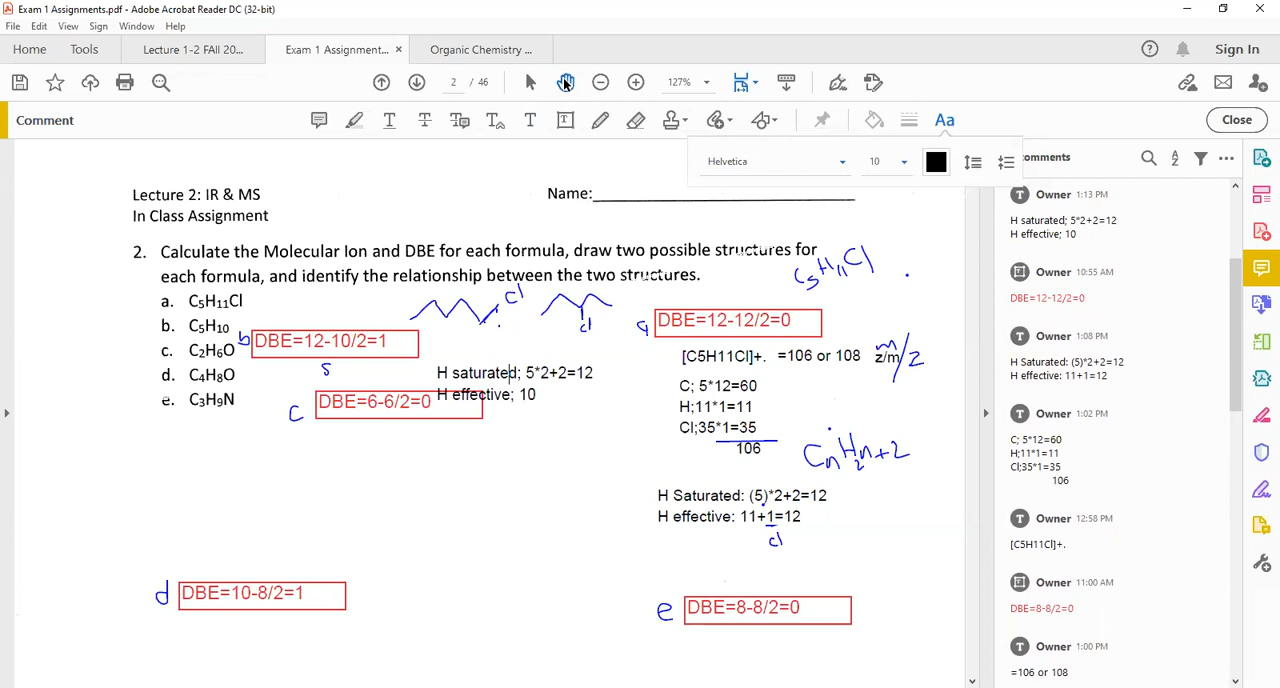 Exam 1 Assignments.pdf - Adobe Acrobat Reader DC (32-bit)
File Edit View Sign Window Help
Home Tools Lecture 1-2 FAll 20... Exam 1 Assignment... × Organic Chemistry ... Sign In
2 / 46 127%
Comment Close
Helvetica 10
omments
Lecture 2: IR & MS Name:
In Class Assignment
2. Calculate the Molecular Ion and DBE for each formula, draw two possible structures for
each formula, and identify the relationship between the two structures.
C5H11Cl
a. C5H11Cl
b. C5H10
c. C2H6O
d. C4H8O
e. C3H9N
Cl
cl
b DBE=12-10/2=1
s
H saturated; 5*2+2=12
H effective; 10
c DBE=6-6/2=0
a DBE=12-12/2=0
[C5H11Cl]+. =106 or 108 z/m m/z
C; 5*12=60
H;11*1=11
Cl;35*1=35
106
CnH2n+2
H Saturated: (5)*2+2=12
H effective: 11+1=12
cl
d DBE=10-8/2=1
e DBE=8-8/2=0
T Owner 1:13 PM
H saturated; 5*2+2=12
H effective; 10
Owner 10:55 AM
DBE=12-12/2=0
T Owner 1:08 PM
H Saturated: (5)*2+2=12
H effective: 11+1=12
T Owner 1:02 PM
C; 5*12=60
H;11*1=11
Cl;35*1=35
106
T Owner 12:58 PM
[C5H11Cl]+.
Owner 11:00 AM
DBE=8-8/2=0
T Owner 1:00 PM
=106 or 108